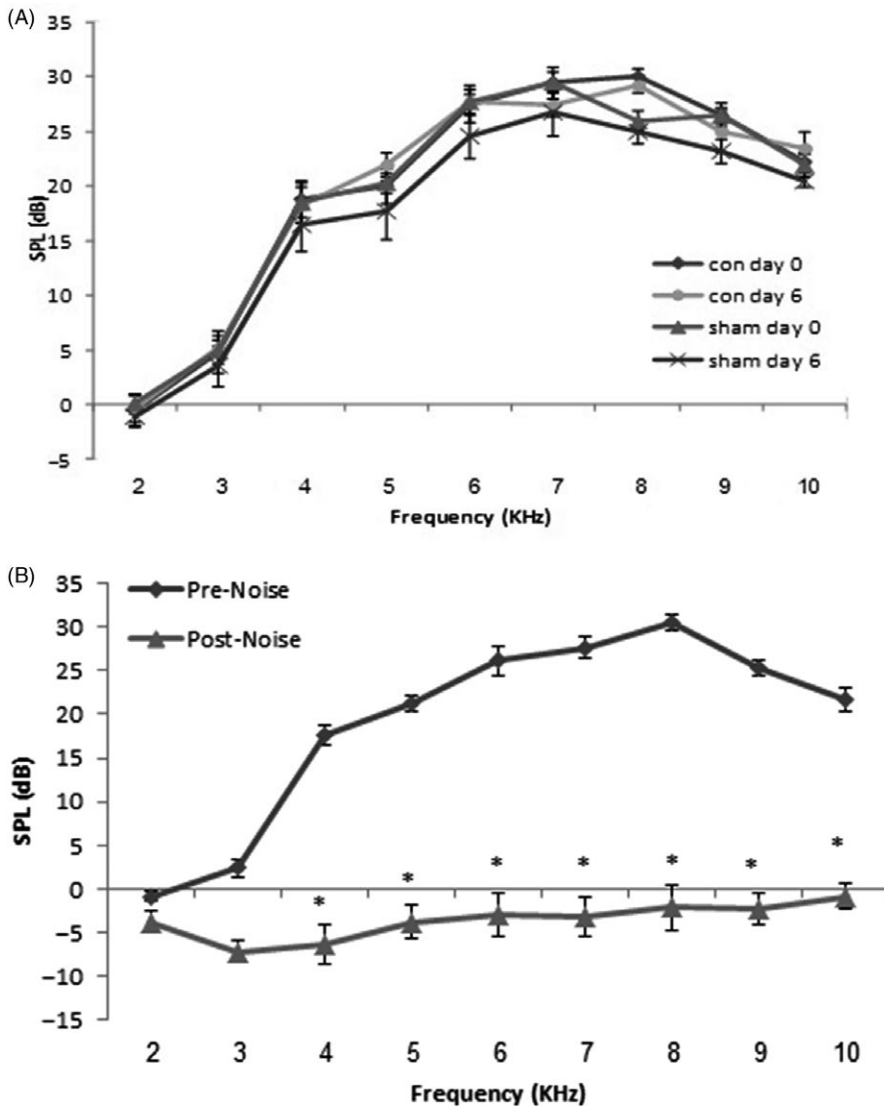 (A)
35
30
25
20
15
10
5
0
−5
SPL (dB)
con day 0
con day 6
sham day 0
sham day 6
2 3 4 5 6 7 8 9 10
Frequency (KHz)
(B)
35
30
25
20
15
10
5
0
−5
−10
−15
SPL (dB)
Pre-Noise
Post-Noise
* * * * * * *
2 3 4 5 6 7 8 9 10
Frequency (KHz)